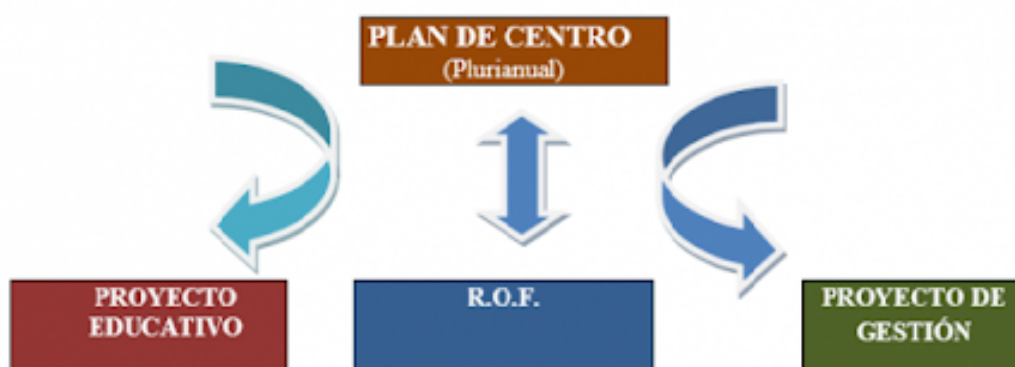 PLAN DE CENTRO
(Plurianual)
PROYECTO
EDUCATIVO
R.O.F.
PROYECTO DE
GESTIÓN